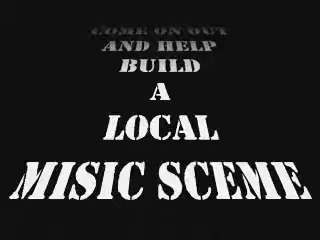 COME ON OUT
AND HELP
BUILD
A
LOCAL
MISIC SCEME